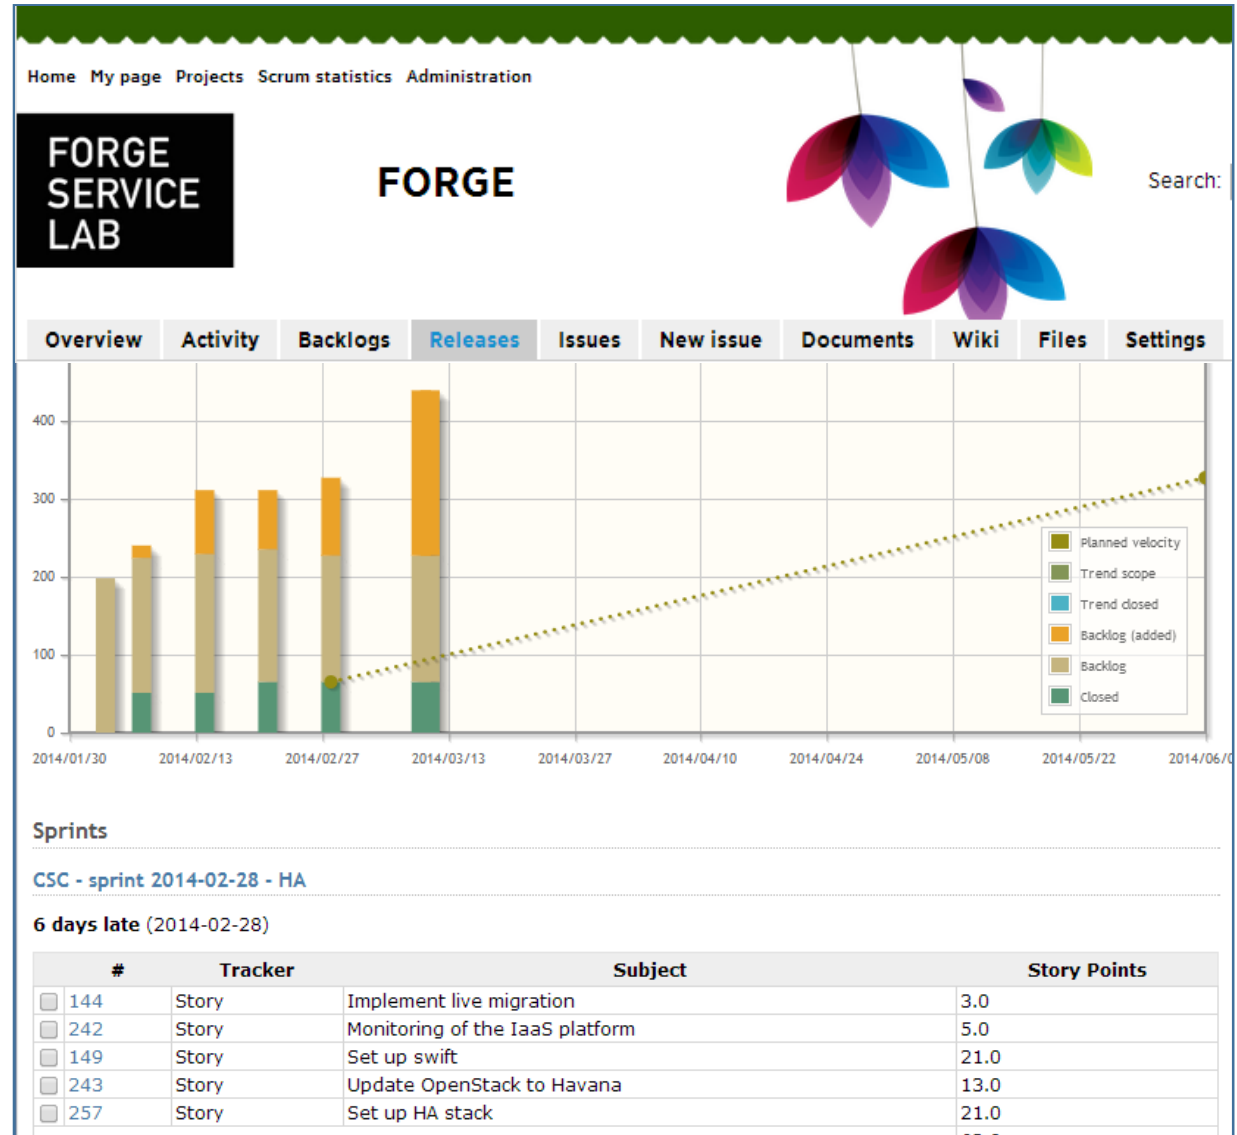 Home My page Projects Scrum statistics Administration
FORGE
SERVICE
LAB
FORGE
Search:
Overview Activity Backlogs Releases Issues New issue Documents Wiki Files Settings
400
300
200
100
0
Planned velocity
Trend scope
Trend closed
Backlog (added)
Backlog
Closed
2014/01/30 2014/02/13 2014/02/27 2014/03/13 2014/03/27 2014/04/10 2014/04/24 2014/05/08 2014/05/22 2014/06/0
Sprints
CSC - sprint 2014-02-28 - HA
6 days late (2014-02-28)
# Tracker Subject Story Points
144 Story Implement live migration 3.0
242 Story Monitoring of the IaaS platform 5.0
149 Story Set up swift 21.0
243 Story Update OpenStack to Havana 13.0
257 Story Set up HA stack 21.0